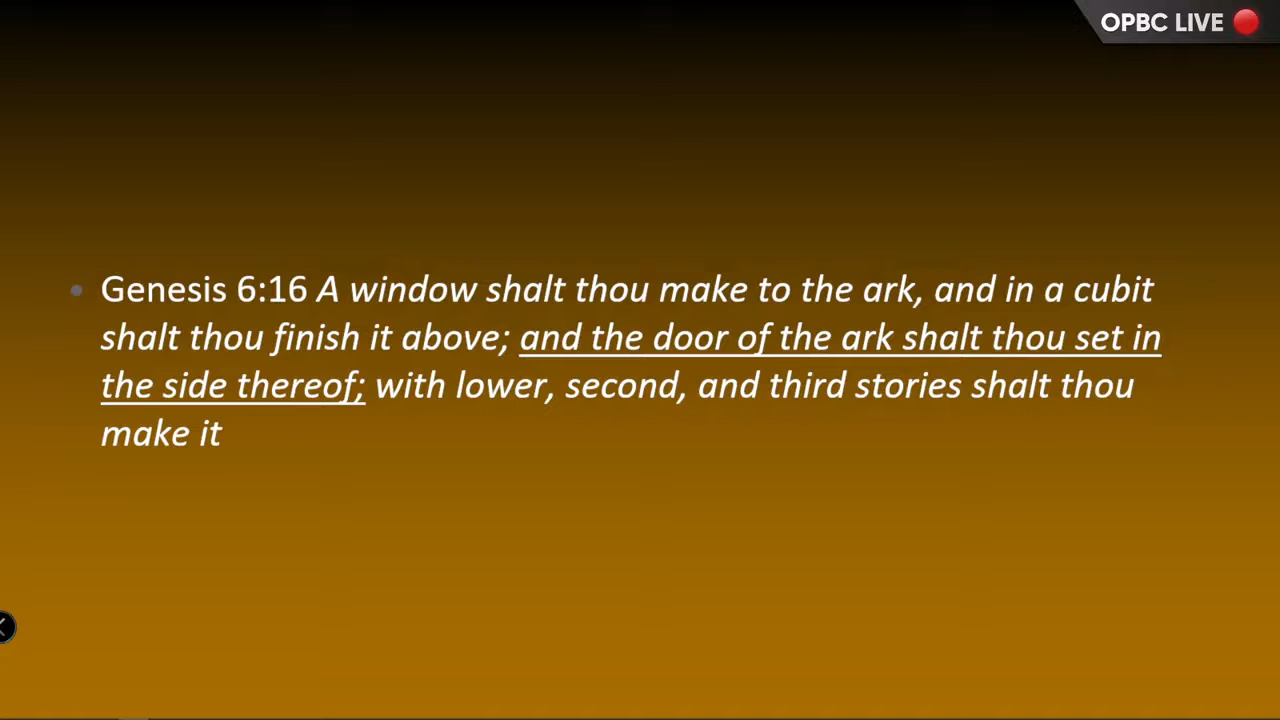 OPBC LIVE
• Genesis 6:16 A window shalt thou make to the ark, and in a cubit
shalt thou finish it above; and the door of the ark shalt thou set in
the side thereof; with lower, second, and third stories shalt thou
make it